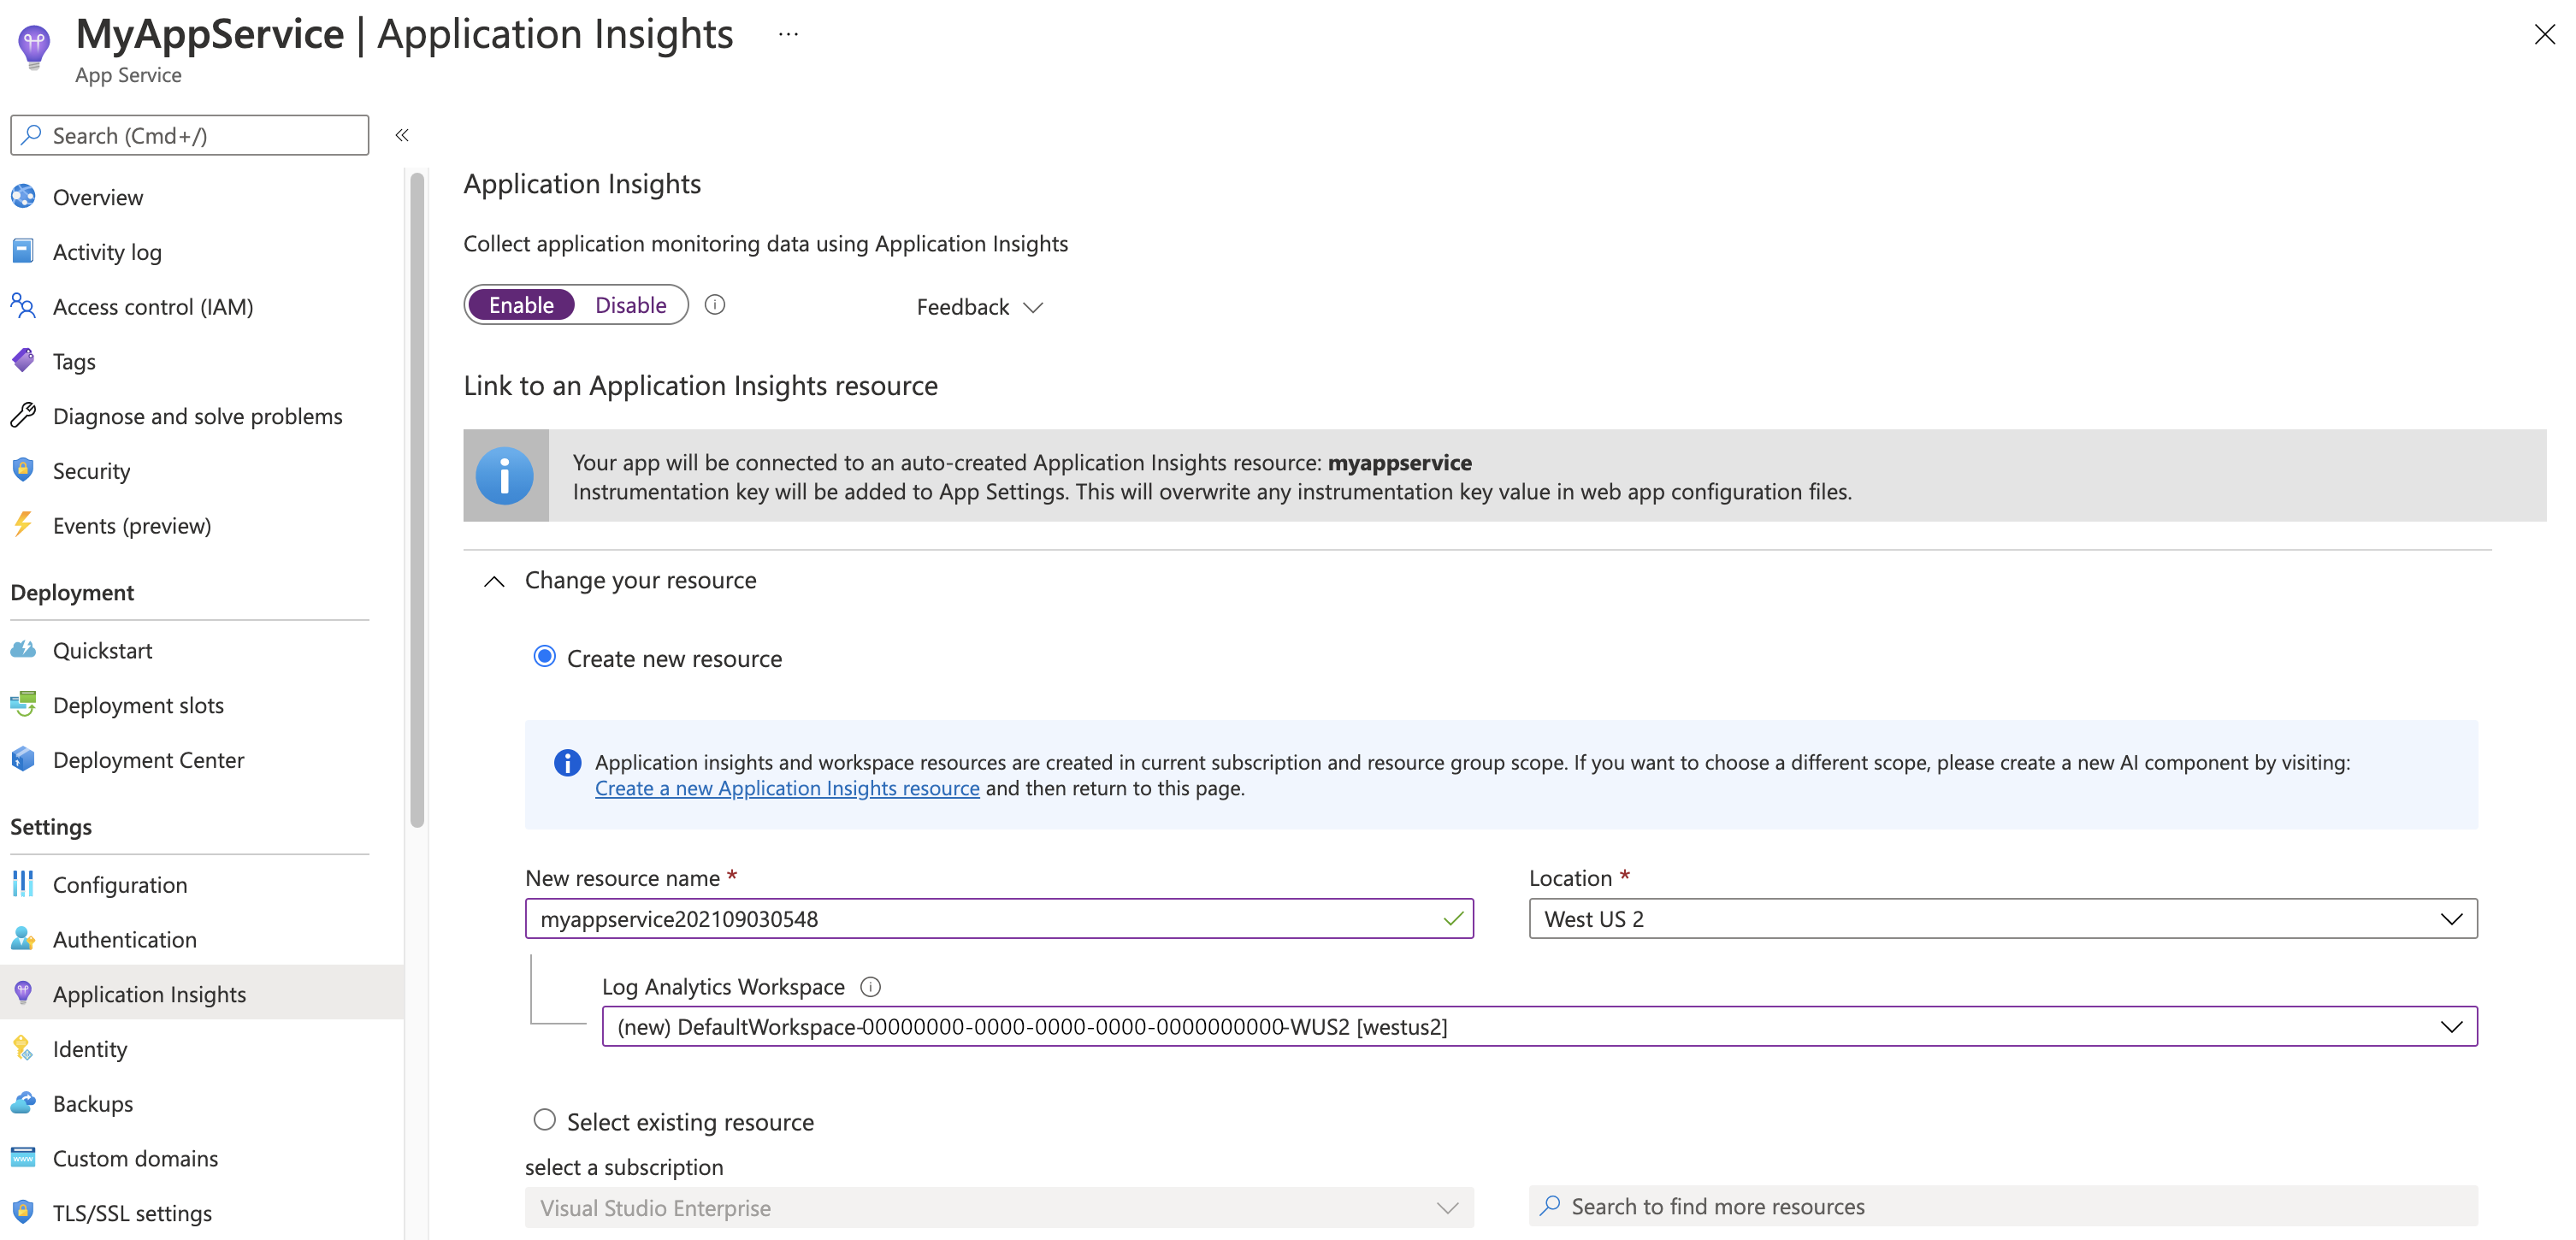 MyAppService | Application Insights ...
App Service
Search (Cmd+/)
«
Overview
Activity log
Access control (IAM)
Tags
Diagnose and solve problems
Security
Events (preview)
Deployment
Quickstart
Deployment slots
Deployment Center
Settings
Configuration
Authentication
Application Insights
Identity
Backups
Custom domains
TLS/SSL settings
Application Insights
Collect application monitoring data using Application Insights
Enable Disable
Feedback
Link to an Application Insights resource
Your app will be connected to an auto-created Application Insights resource: myappservice
Instrumentation key will be added to App Settings. This will overwrite any instrumentation key value in web app configuration files.
Change your resource
Create new resource
Application insights and workspace resources are created in current subscription and resource group scope. If you want to choose a different scope, please create a new AI component by visiting:
Create a new Application Insights resource and then return to this page.
New resource name *
myappservice202109030548
Location *
West US 2
Log Analytics Workspace
(new) DefaultWorkspace-00000000-0000-0000-0000-0000000000-WUS2 [westus2]
Select existing resource
select a subscription
Visual Studio Enterprise
Search to find more resources